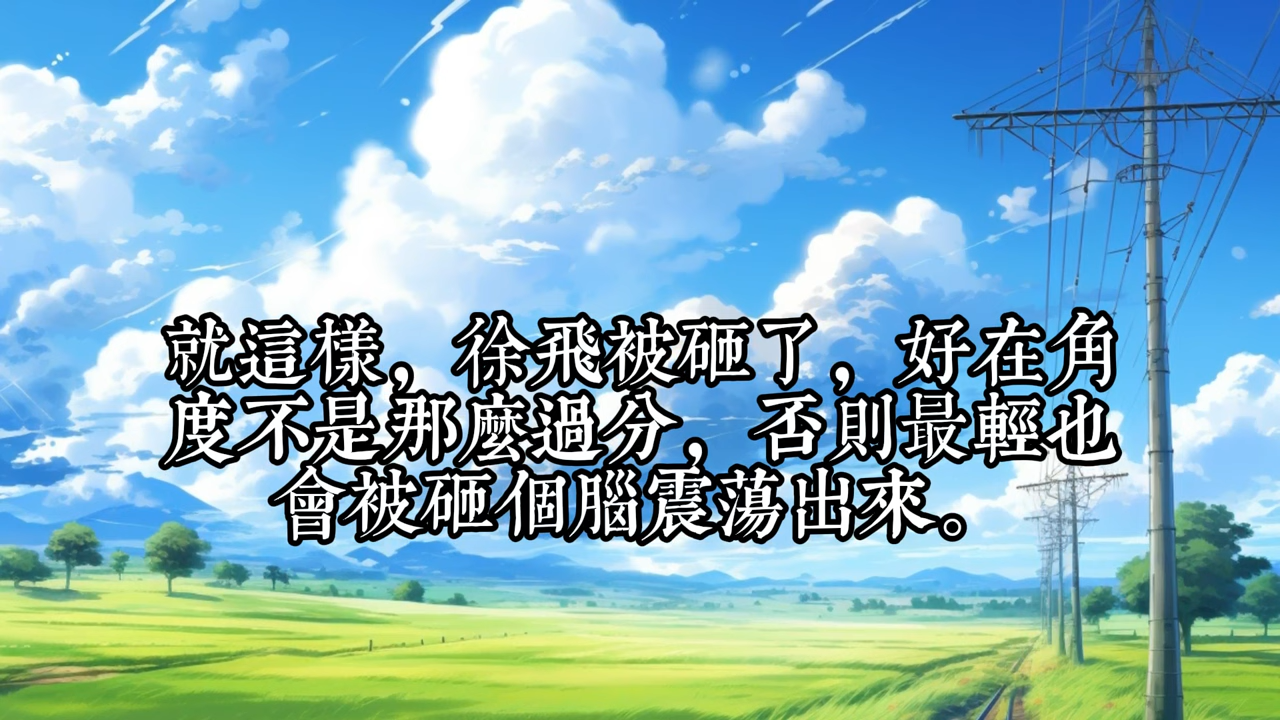 就這樣，徐飛被砸了，好在角
度不是那麼過分，否則最輕也
會被砸個腦震蕩出來。